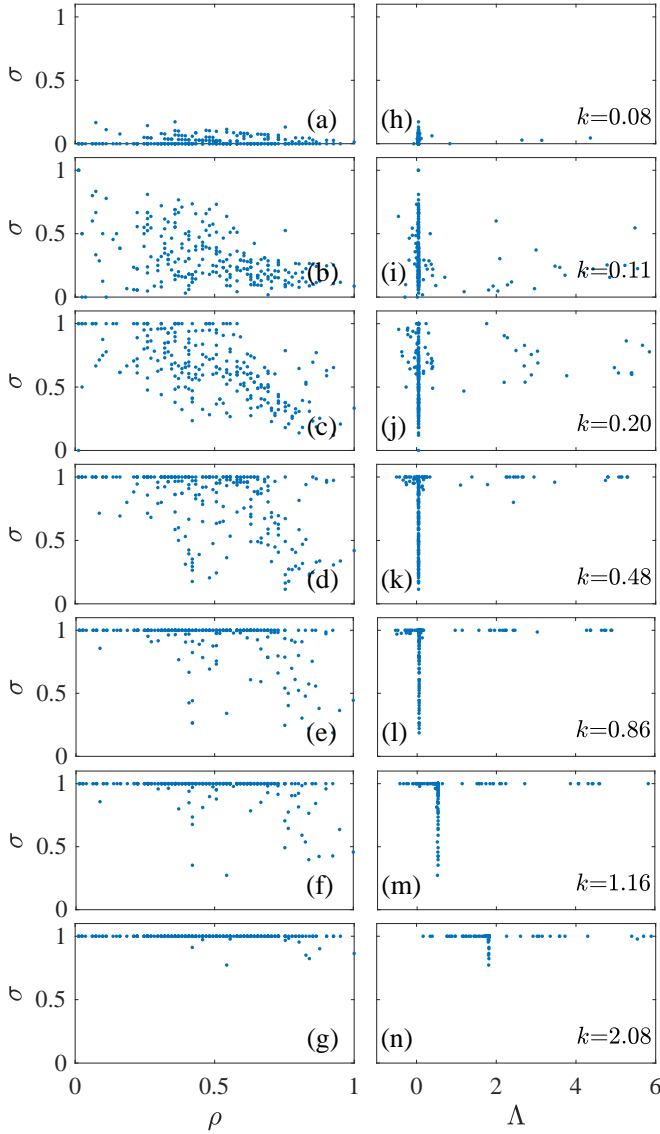 1
0.5
σ
0
(a)
(h)
k=0.08
1
0.5
σ
0
(b)
(i)
k=0.11
1
0.5
σ
0
(c)
(j)
k=0.20
1
0.5
σ
0
(d)
(k)
k=0.48
1
0.5
σ
0
(e)
(l)
k=0.86
1
0.5
σ
0
(f)
(m)
k=1.16
1
0.5
σ
0
(g)
(n)
k=2.08
0 0.5 1 0 2 4 6
ρ Λ